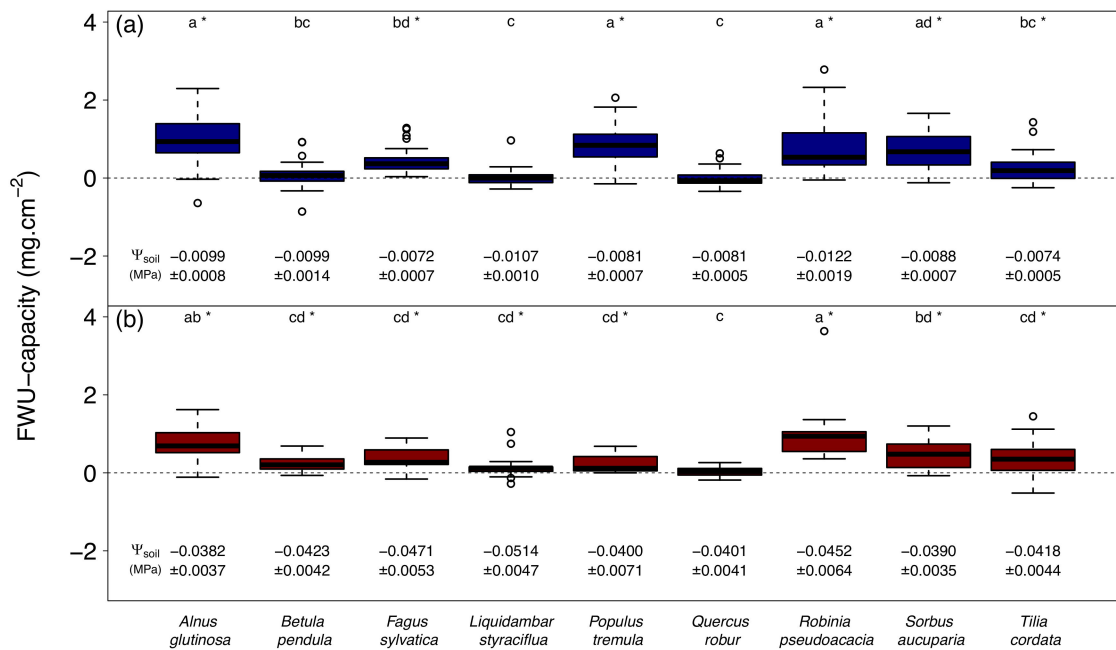 FWU−capacity (mg.cm−2)
(a)
a * bc bd * c a * c a * ad * bc *
4
2
0
−2
Ψsoil −0.0099 −0.0099 −0.0072 −0.0107 −0.0081 −0.0081 −0.0122 −0.0088 −0.0074
(MPa) ±0.0008 ±0.0014 ±0.0007 ±0.0010 ±0.0007 ±0.0005 ±0.0019 ±0.0007 ±0.0005
(b)
ab * cd * cd * cd * cd * c a * bd * cd *
4
2
0
−2
Ψsoil −0.0382 −0.0423 −0.0471 −0.0514 −0.0400 −0.0401 −0.0452 −0.0390 −0.0418
(MPa) ±0.0037 ±0.0042 ±0.0053 ±0.0047 ±0.0071 ±0.0041 ±0.0064 ±0.0035 ±0.0044
Alnus Betula Fagus Liquidambar Populus Quercus Robinia Sorbus Tilia
glutinosa pendula sylvatica styraciflua tremula robur pseudoacacia aucuparia cordata